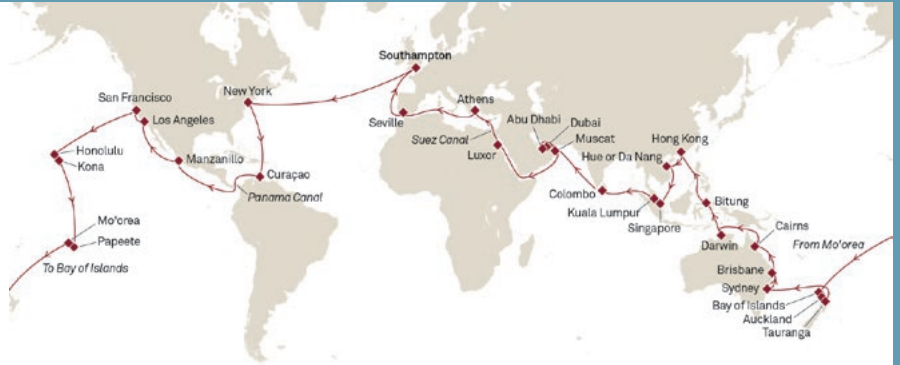 Southampton
New York
San Francisco
Los Angeles
Honolulu
Kona
Manzanillo
Curaçao
Panama Canal
Mo'orea
Papeete
To Bay of Islands
Seville
Athens
Suez Canal
Luxor
Abu Dhabi
Dubai
Muscat
Hong Kong
Hue or Da Nang
Colombo
Kuala Lumpur
Singapore
Bitung
Darwin
Cairns
From Mo'orea
Brisbane
Sydney
Bay of Islands
Auckland
Tauranga